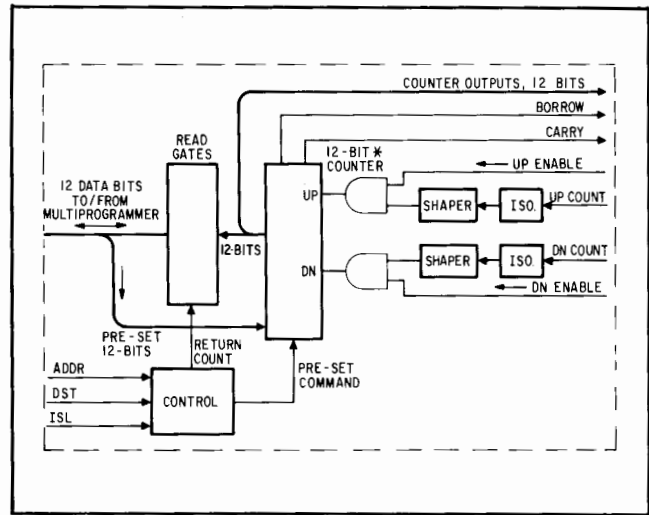 COUNTER OUTPUTS, 12 BITS
BORROW
CARRY
READ
GATES
12-BIT *
COUNTER
UP ENABLE
UP
12 DATA BITS
TO/FROM
MULTIPROGRAMMER
SHAPER
ISO.
UP COUNT
12-BITS
DN
SHAPER
ISO.
DN COUNT
DN ENABLE
PRE-SET
12-BITS
RETURN
COUNT
PRE-SET
COMMAND
ADDR
DST
ISL
CONTROL